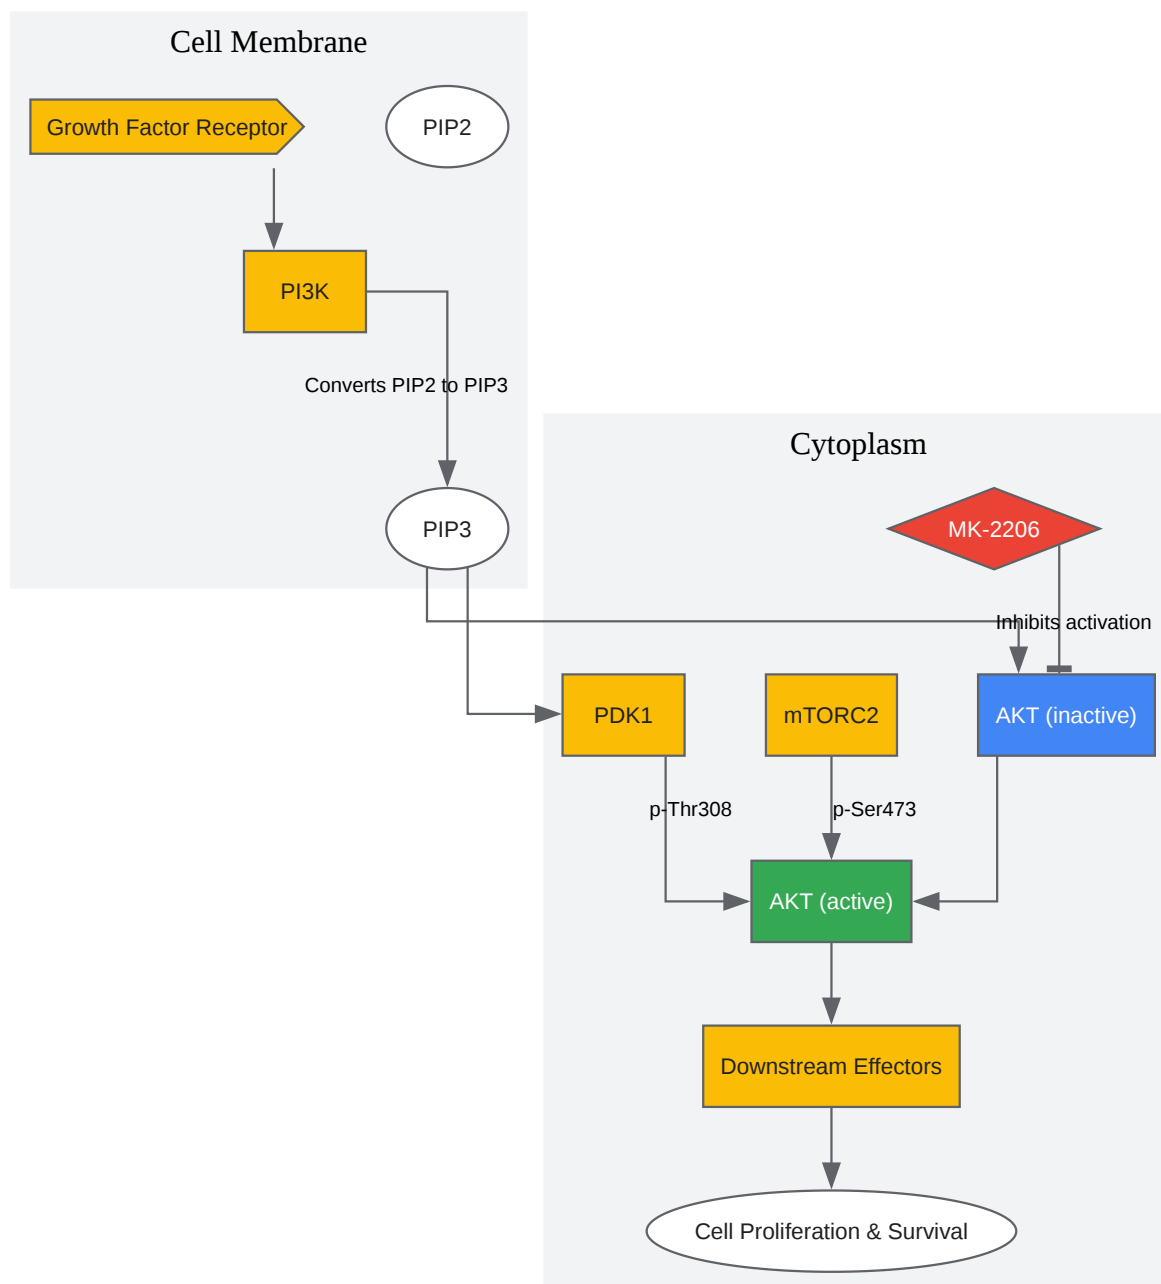 Cell Membrane
Growth Factor Receptor
PIP2
PI3K
Converts PIP2 to PIP3
PIP3
Cytoplasm
MK-2206
Inhibits activation
PDK1
mTORC2
AKT (inactive)
p-Thr308
p-Ser473
AKT (active)
Downstream Effectors
Cell Proliferation & Survival